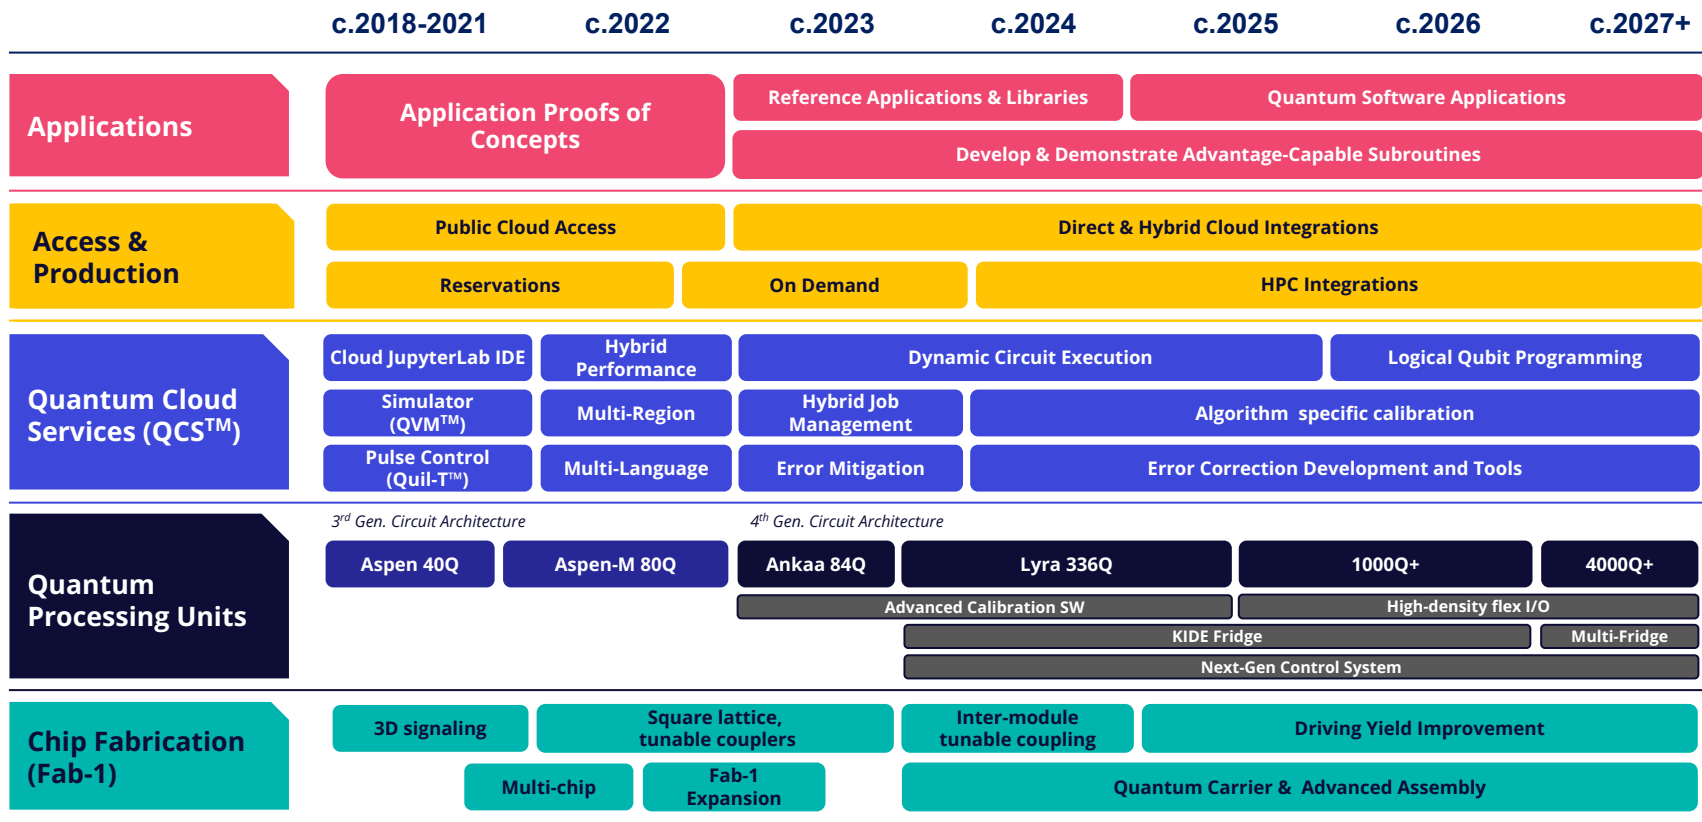 c.2018-2021 c.2022 c.2023 c.2024 c.2025 c.2026 c.2027+
Applications
Application Proofs of
Concepts
Reference Applications & Libraries
Quantum Software Applications
Develop & Demonstrate Advantage-Capable Subroutines
Access &
Production
Public Cloud Access
Direct & Hybrid Cloud Integrations
Reservations
On Demand
HPC Integrations
Quantum Cloud
Services (QCS™)
Cloud JupyterLab IDE
Hybrid
Performance
Dynamic Circuit Execution
Logical Qubit Programming
Simulator
(QVM™)
Multi-Region
Hybrid Job
Management
Algorithm specific calibration
Pulse Control
(Quil-T™)
Multi-Language
Error Mitigation
Error Correction Development and Tools
Quantum
Processing Units
3rd Gen. Circuit Architecture
4th Gen. Circuit Architecture
Aspen 40Q
Aspen-M 80Q
Ankaa 84Q
Lyra 336Q
1000Q+
4000Q+
Advanced Calibration SW
High-density flex I/O
KIDE Fridge
Multi-Fridge
Next-Gen Control System
Chip Fabrication
(Fab-1)
3D signaling
Square lattice,
tunable couplers
Inter-module
tunable coupling
Driving Yield Improvement
Multi-chip
Fab-1
Expansion
Quantum Carrier & Advanced Assembly